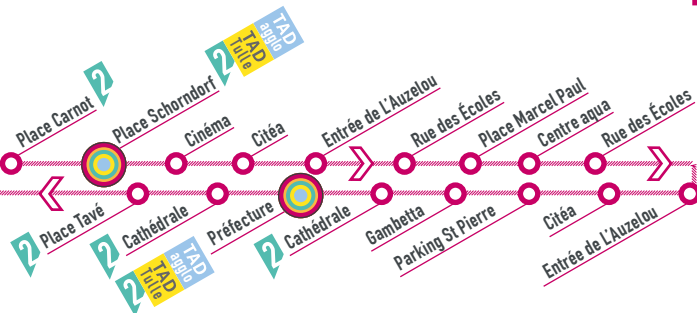 Place Carnot
2
Place Schorndorf
2
TAD
Tulle
TAD
agglo
Cinéma
Citéa
Entrée de L'Auzelou
Rue des Écoles
Place Marcel Paul
Centre aqua
Rue des Écoles
2
Place Tavé
2
Cathédrale
Préfecture
2
TAD
Tulle
TAD
agglo
2
Cathédrale
Gambetta
Parking St Pierre
Citéa
Entrée de L'Auzelou